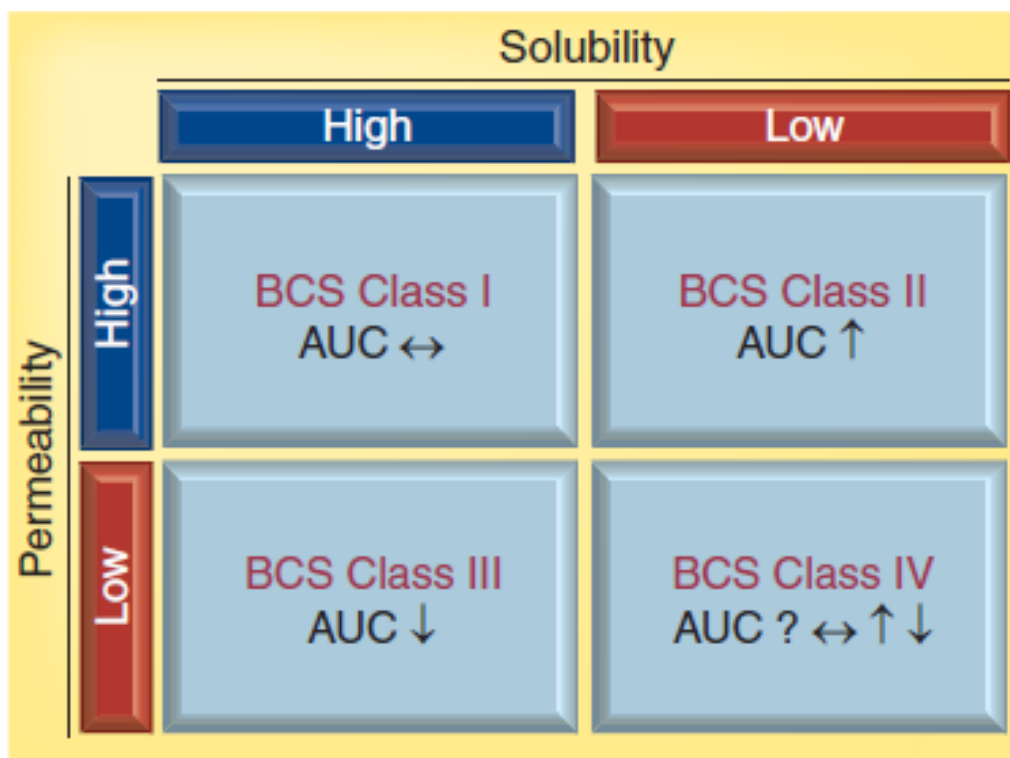 Solubility
High
Low
Permeability
High
BCS Class I
AUC ↔
BCS Class II
AUC ↑
Low
BCS Class III
AUC ↓
BCS Class IV
AUC ? ↔ ↑ ↓